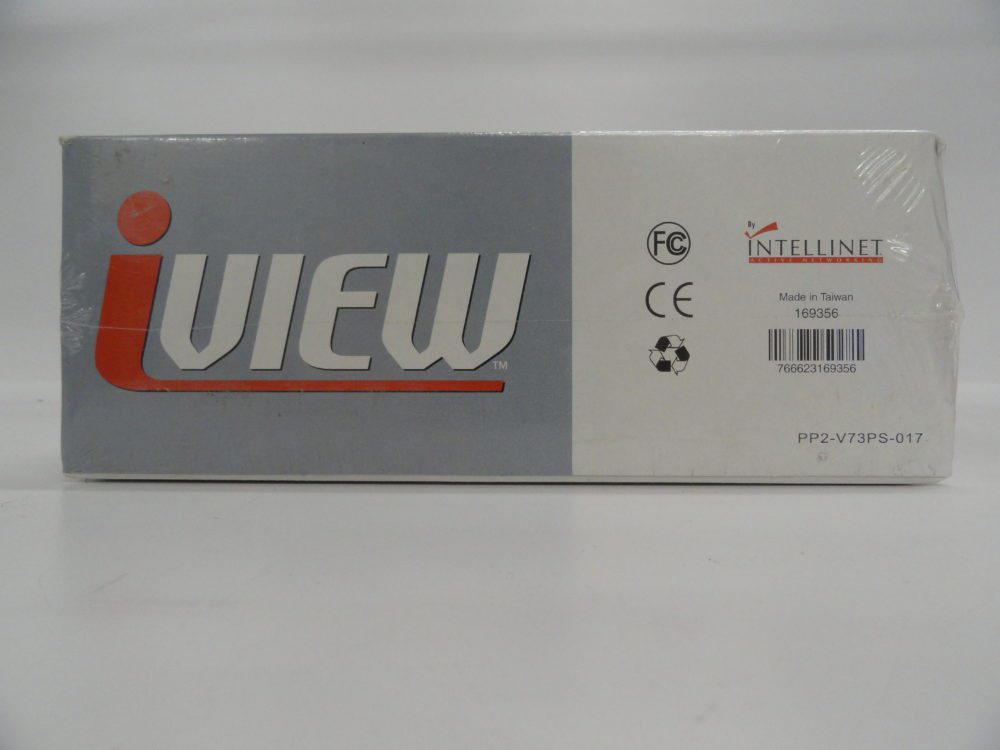 iVIEW™
FC
CE
By
INTELLINET
ACTIVE NETWORKING
Made in Taiwan
169356
766623169356
PP2-V73PS-017